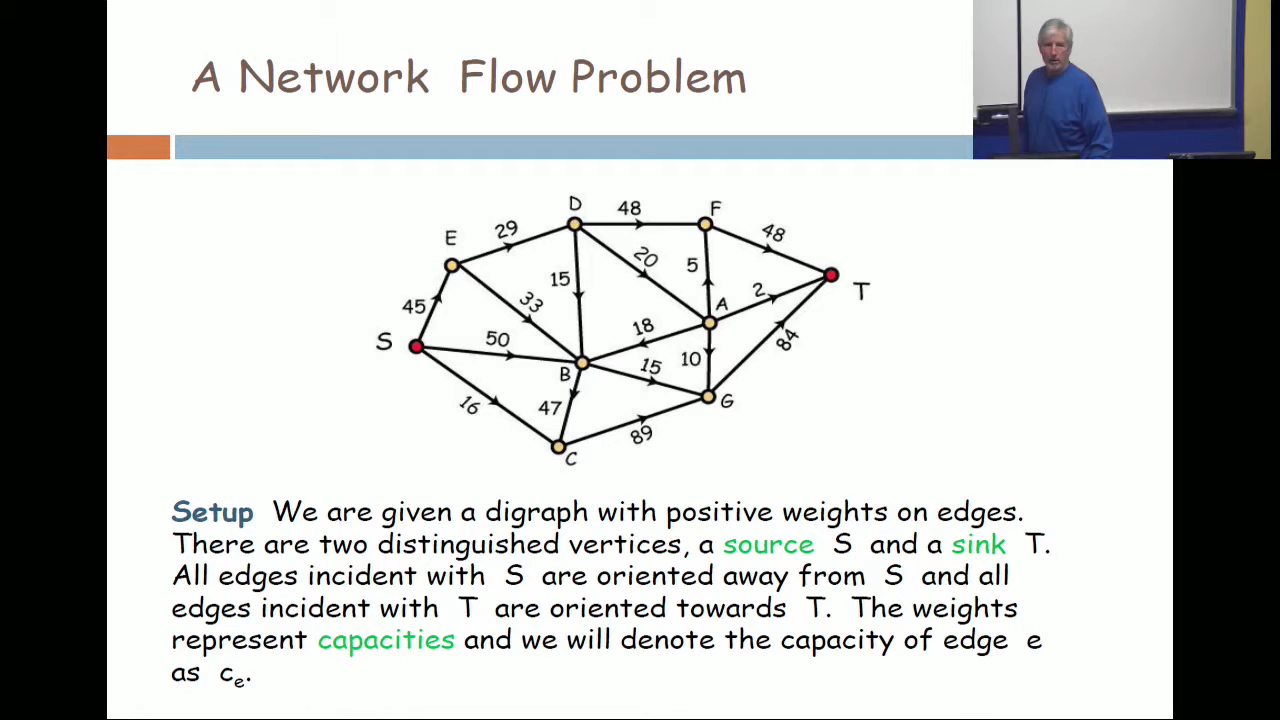 A Network Flow Problem
D
48
F
29
48
E
20
5
15
T
33
A
2
45
18
S
50
84
10
B
15
16
47
G
89
C
Setup We are given a digraph with positive weights on edges.
There are two distinguished vertices, a source S and a sink T.
All edges incident with S are oriented away from S and all
edges incident with T are oriented towards T. The weights
represent capacities and we will denote the capacity of edge e
as cₑ.